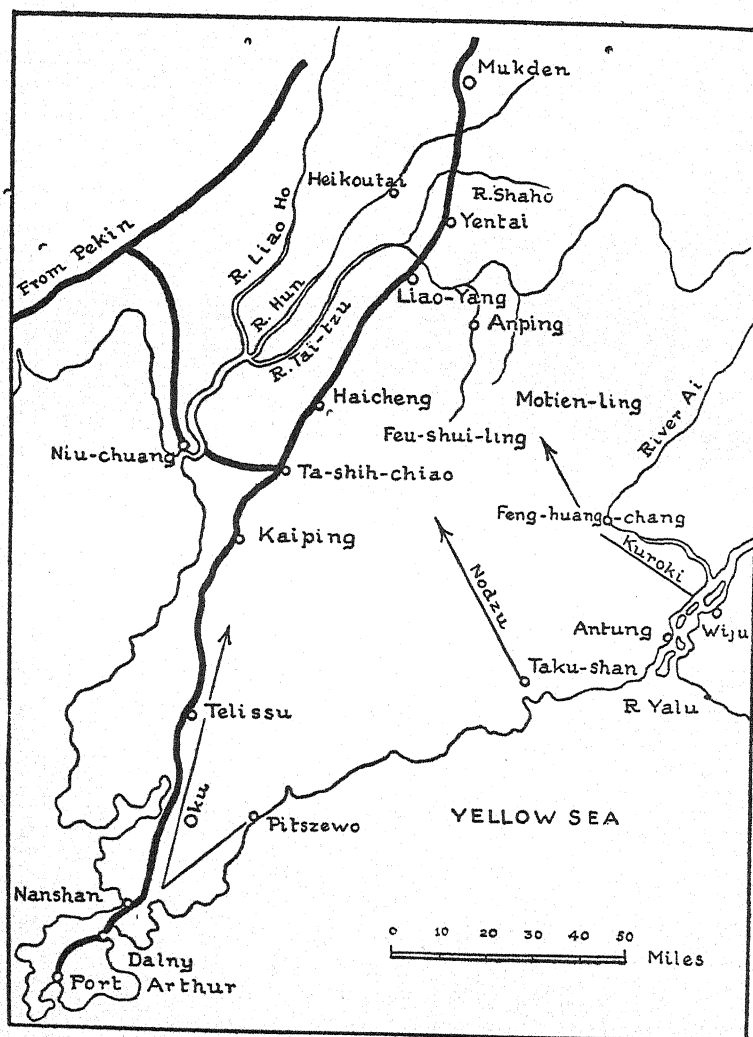 Mukden
Heikoutai
R. Shaho
R. Liao Ho
Yentai
From Pekin
R. Hun
Liao-Yang
R. Tai-tzu
Anping
Haicheng
Motien-ling
River Ai
Feu-shui-ling
Niu-chuang
Ta-shih-chiao
Feng-huang-chang
Kaiping
Kuroki
Nodzu
Antung
Wiju
Taku-shan
R Yalu
Telissu
Oku
Pitszewo
YELLOW SEA
Nanshan
0 10 20 30 40 50
Miles
Dalny
Port Arthur